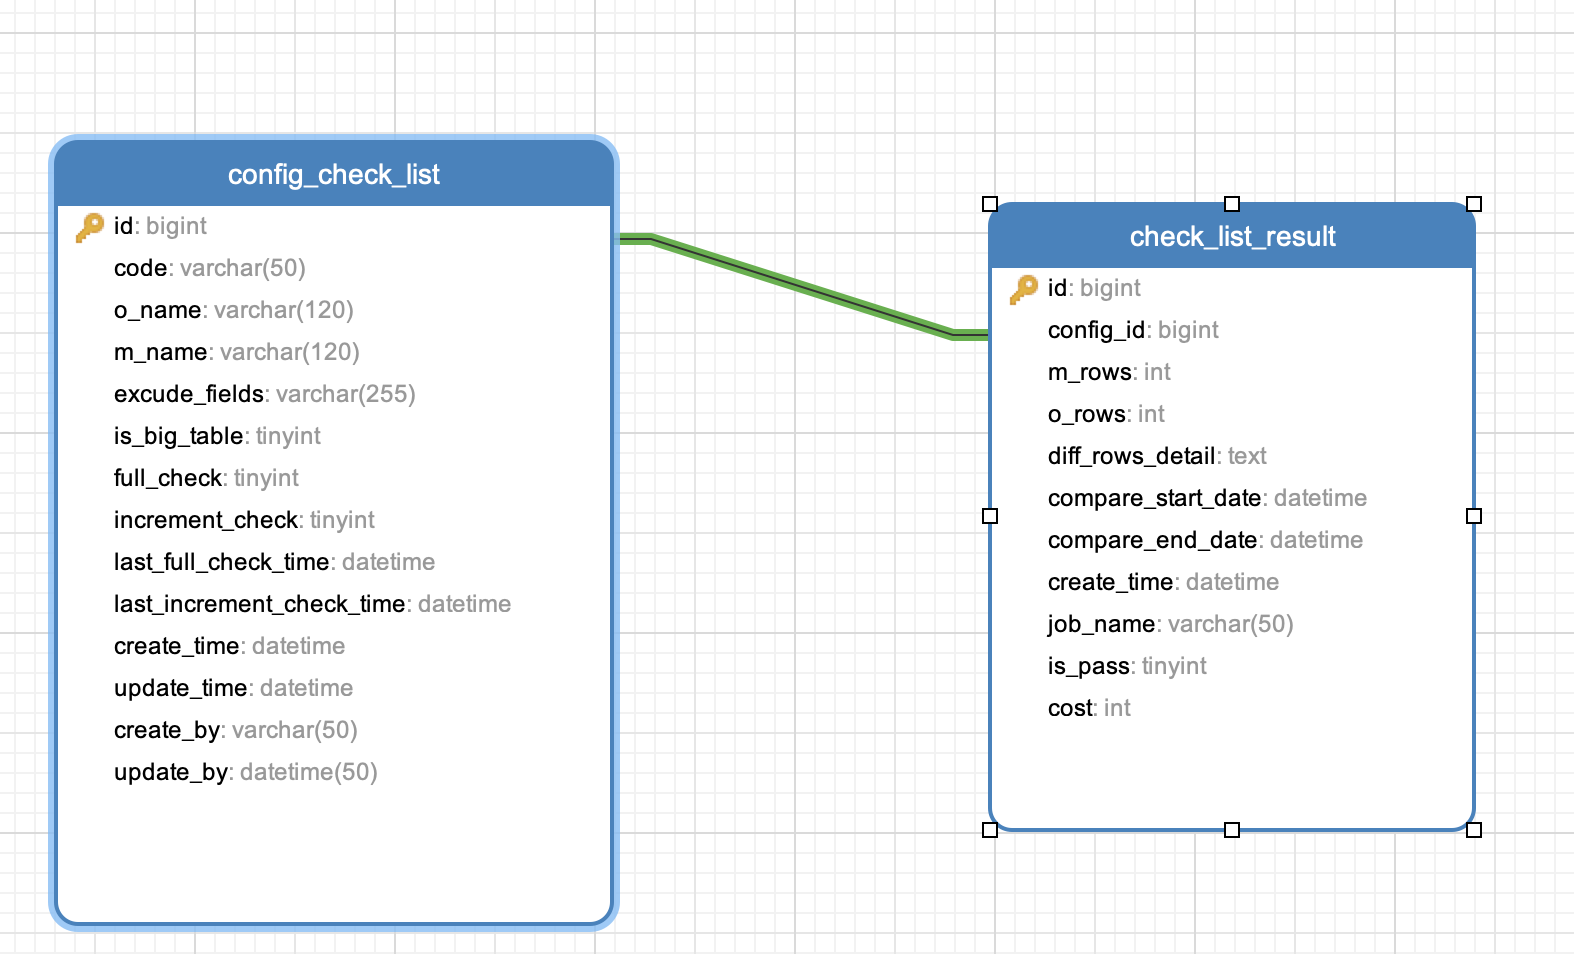 config_check_list
id: bigint
code: varchar(50)
o_name: varchar(120)
m_name: varchar(120)
excude_fields: varchar(255)
is_big_table: tinyint
full_check: tinyint
increment_check: tinyint
last_full_check_time: datetime
last_increment_check_time: datetime
create_time: datetime
update_time: datetime
create_by: varchar(50)
update_by: datetime(50)
check_list_result
id: bigint
config_id: bigint
m_rows: int
o_rows: int
diff_rows_detail: text
compare_start_date: datetime
compare_end_date: datetime
create_time: datetime
job_name: varchar(50)
is_pass: tinyint
cost: int